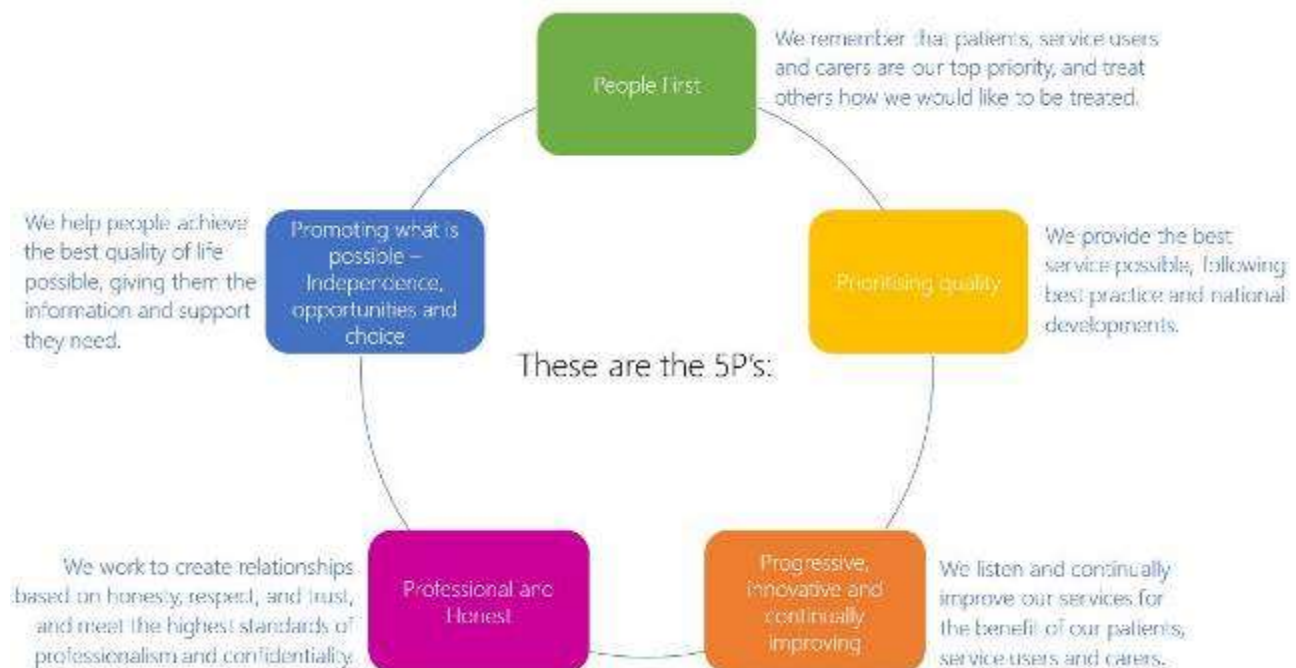 People First
We remember that patients, service users
and carers are our top priority, and treat
others how we would like to be treated.
Prioritising quality
We provide the best
service possible, following
best practice and national
developments.
Progressive,
innovative and
continually
improving
We listen and continually
improve our services for
the benefit of our patients,
service users and carers.
Professional and
Honest
We work to create relationships
based on honesty, respect, and trust,
and meet the highest standards of
professionalism and confidentiality.
Promoting what is
possible –
Independence,
opportunities and
choice
We help people achieve
the best quality of life
possible, giving them the
information and support
they need.
These are the 5P's: